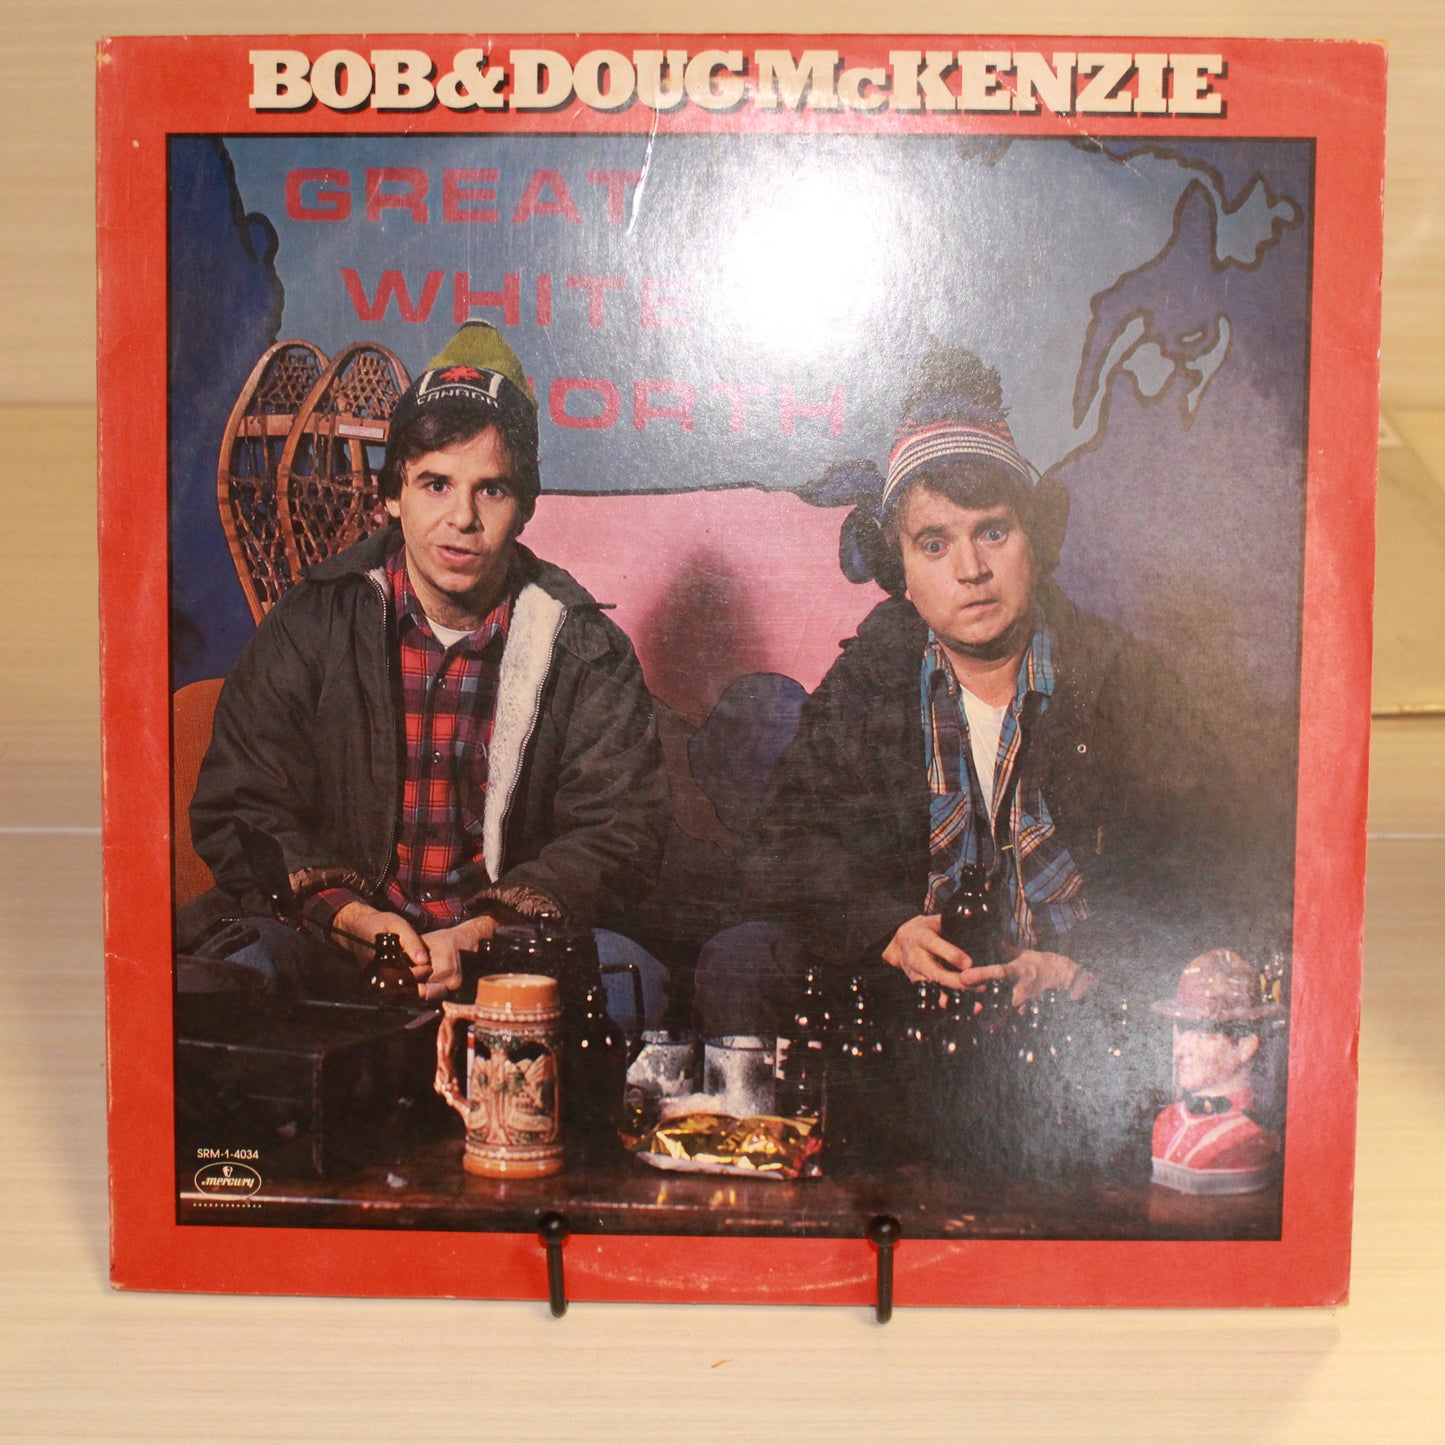 BOB & DOUG McKENZIE
GREAT
WHITE
NORTH
CANADA
SRM-1-4034
mercury